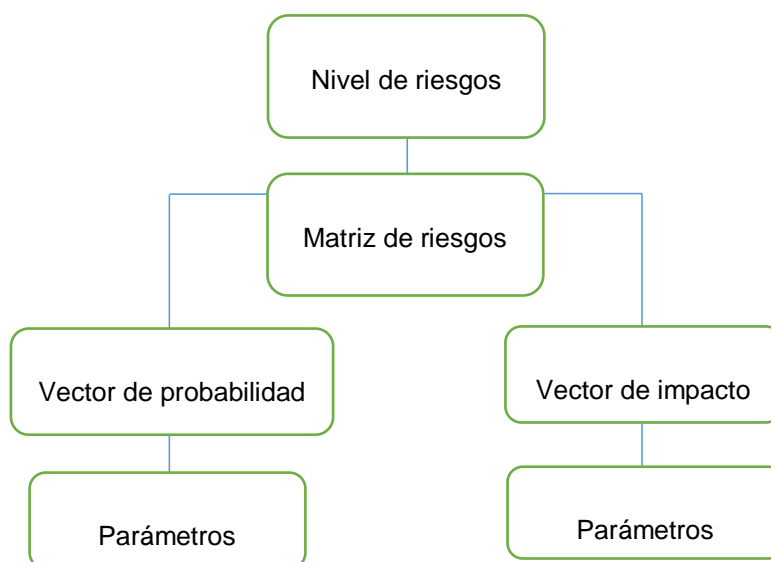 Nivel de riesgos
Matriz de riesgos
Vector de probabilidad
Vector de impacto
Parámetros
Parámetros